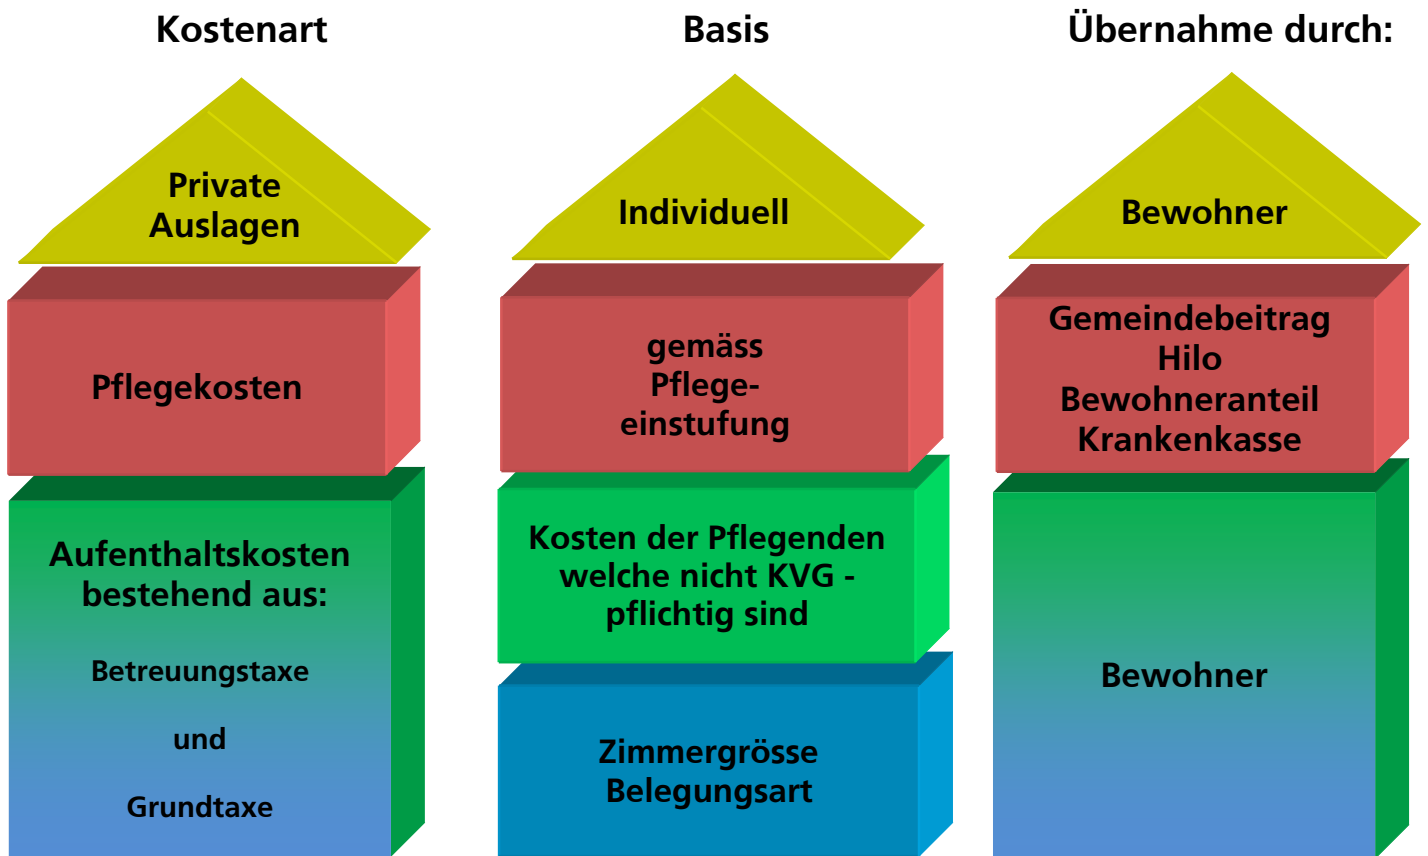 Kostenart
Basis
Übernahme durch:
Private
Auslagen
Individuell
Bewohner
Pflegekosten
gemäss
Pflege-
einstufung
Gemeindebeitrag
Hilo
Bewohneranteil
Krankenkasse
Aufenthaltskosten
bestehend aus:
Betreuungstaxe
und
Grundtaxe
Kosten der Pflegenden
welche nicht KVG -
pflichtig sind
Zimmergrösse
Belegungsart
Bewohner